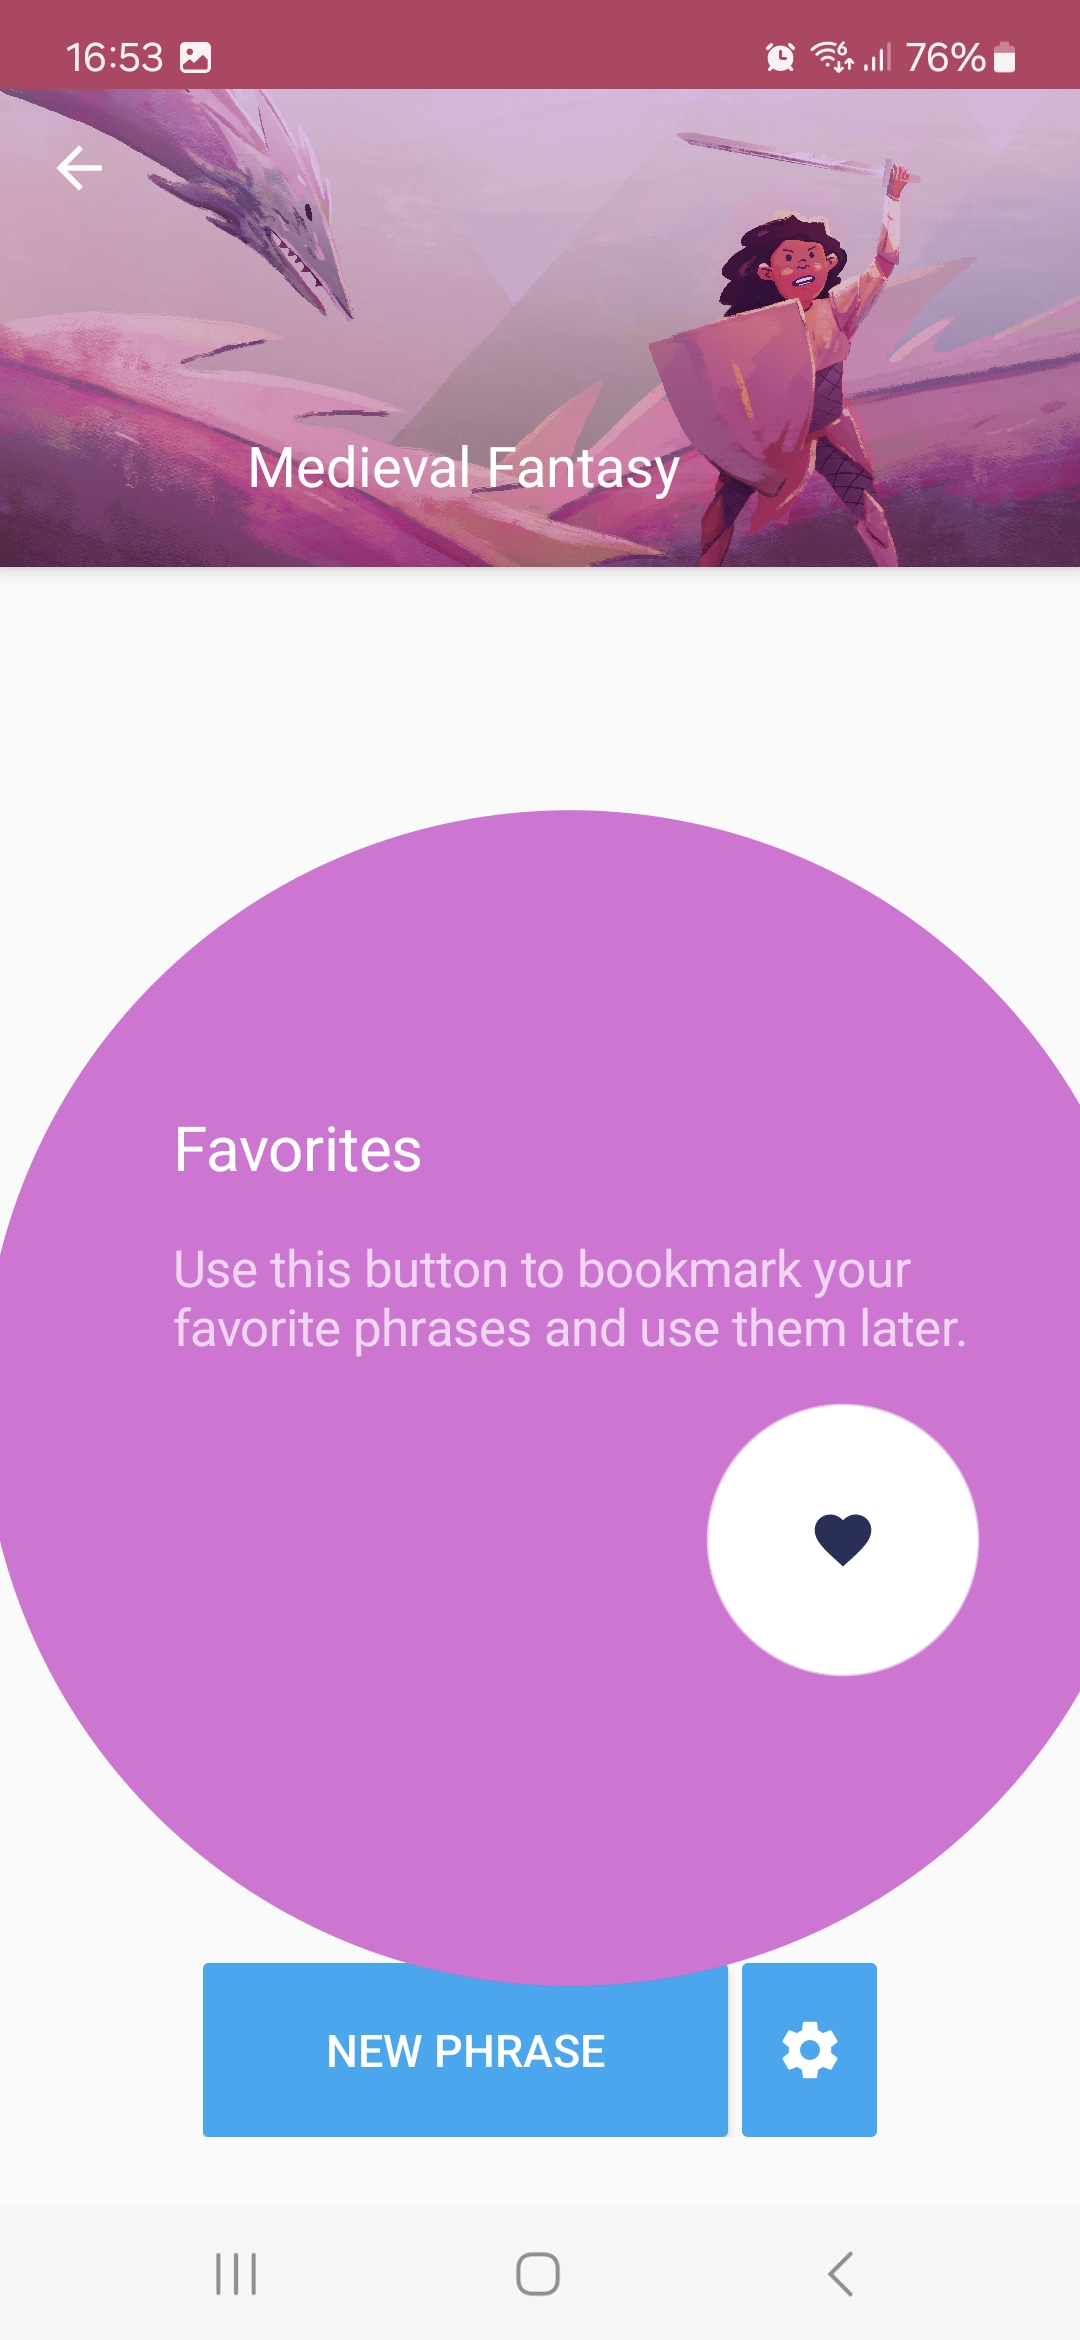 16:53 76%
Medieval Fantasy
Favorites
Use this button to bookmark your
favorite phrases and use them later.
NEW PHRASE